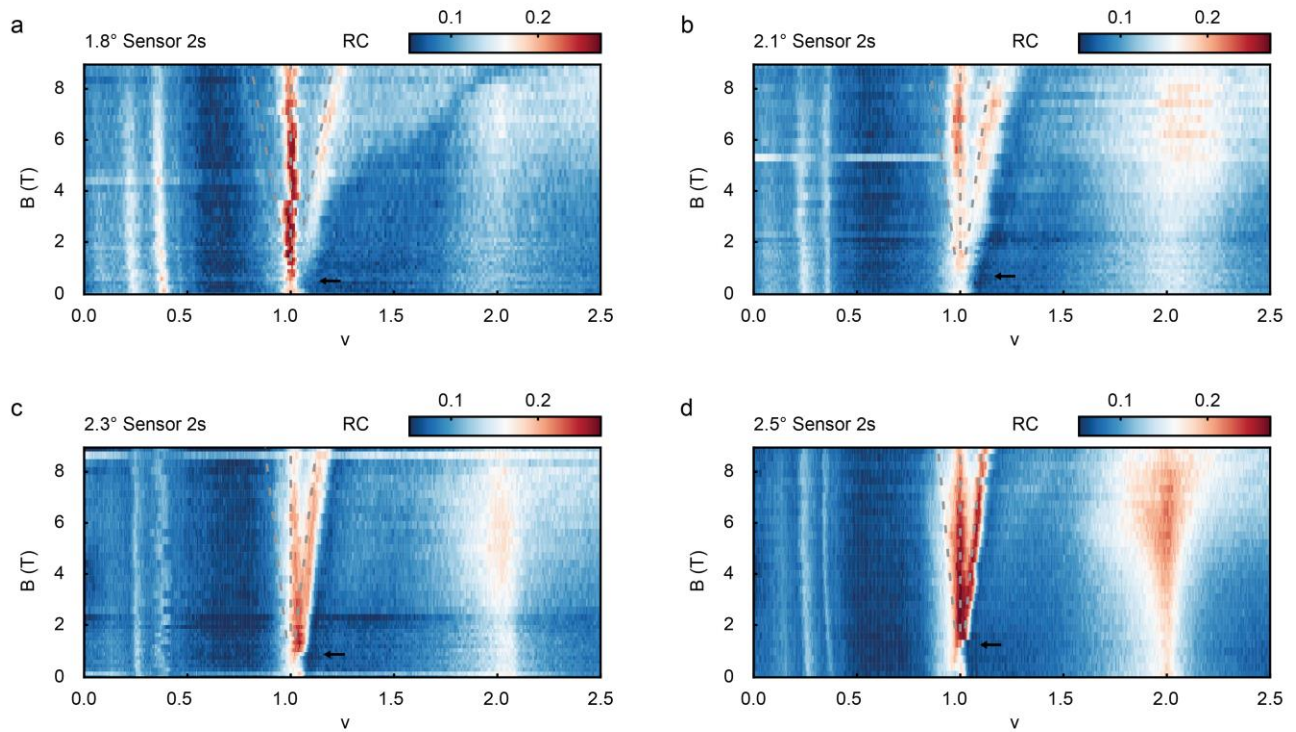 a
1.8° Sensor 2s RC 0.1 0.2
B (T)
8
6
4
2
0
0.0 0.5 1.0 1.5 2.0 2.5
v
b
2.1° Sensor 2s RC 0.1 0.2
B (T)
8
6
4
2
0
0.0 0.5 1.0 1.5 2.0 2.5
v
c
2.3° Sensor 2s RC 0.1 0.2
B (T)
8
6
4
2
0
0.0 0.5 1.0 1.5 2.0 2.5
v
d
2.5° Sensor 2s RC 0.1 0.2
B (T)
8
6
4
2
0
0.0 0.5 1.0 1.5 2.0 2.5
v